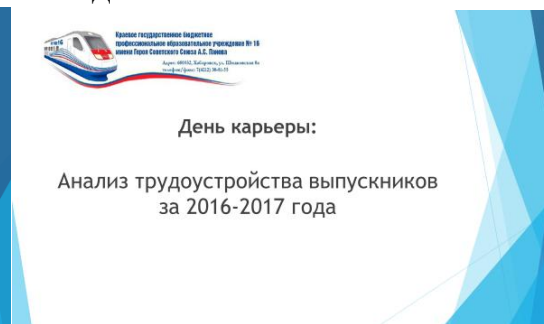 Краевое государственное бюджетное
профессиональное образовательное учреждение № 16
имени Героя Советского Союза А.С. Панова
День карьеры:
Анализ трудоустройства выпускников
за 2016-2017 года